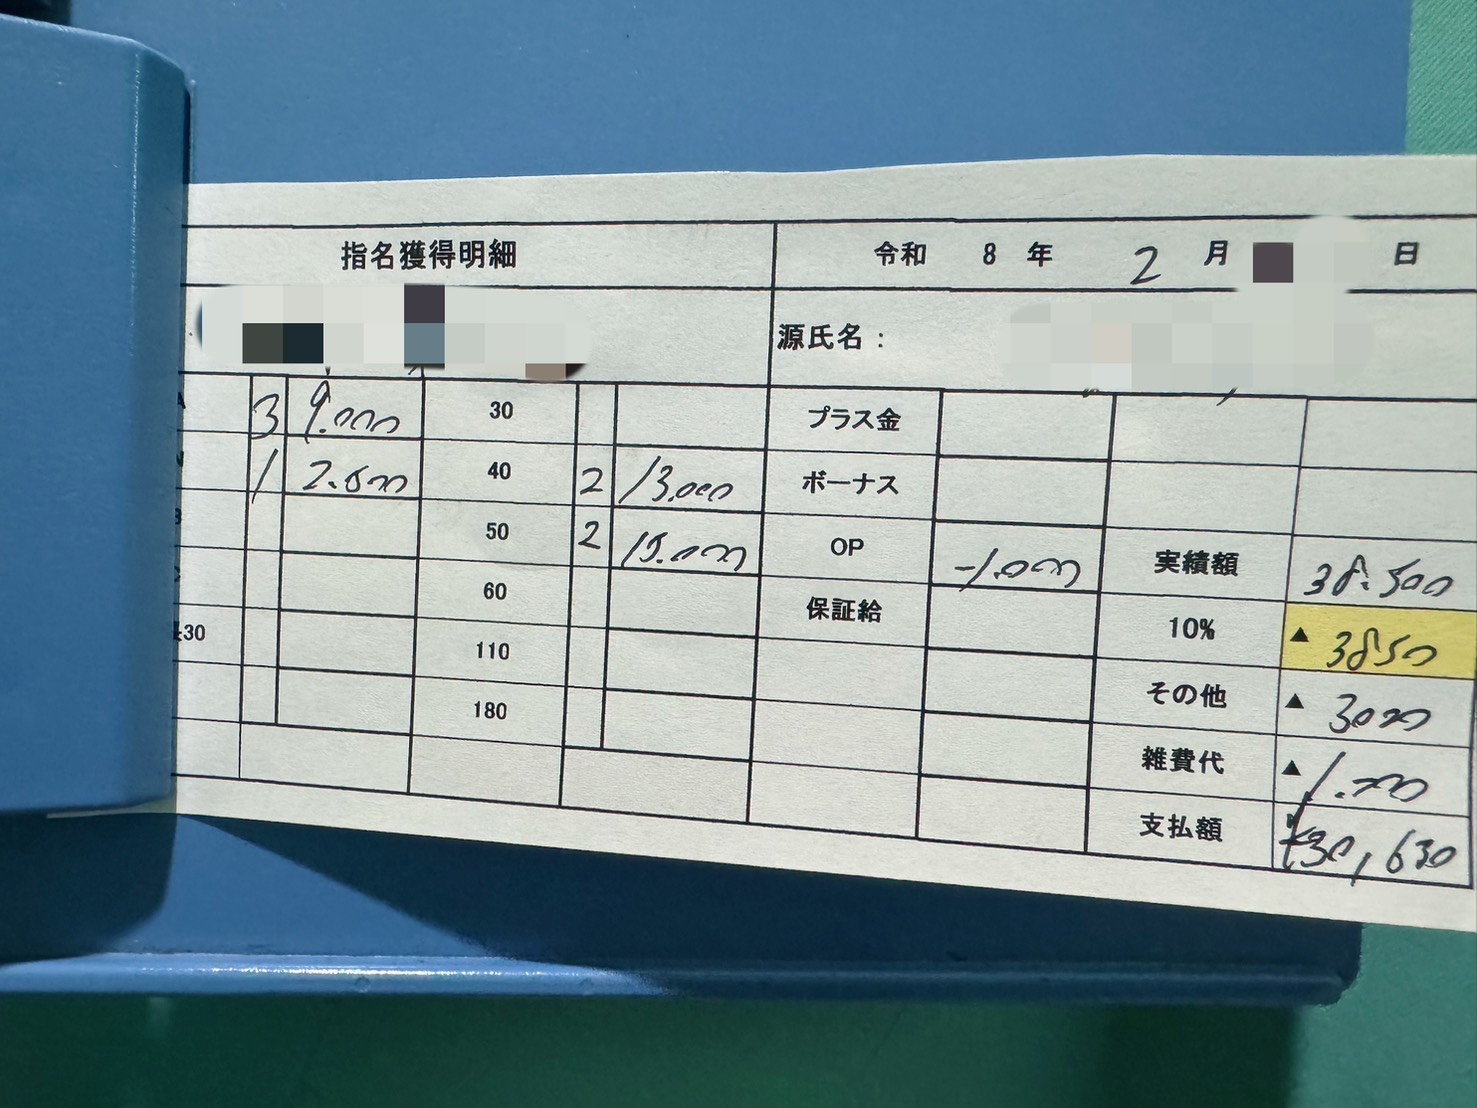 指名獲得明細 令和 8 年 2 月 日
源氏名：
3 9.000 30 プラス金
1 2.500 40 2 13.000 ボーナス
50 2 15.000 OP -1.000 実績額 38.500
60 保証給 10% ▲ 3850
30 110 その他 ▲ 3000
180 雑費代 ▲ 1.000
支払額 ¥30,630